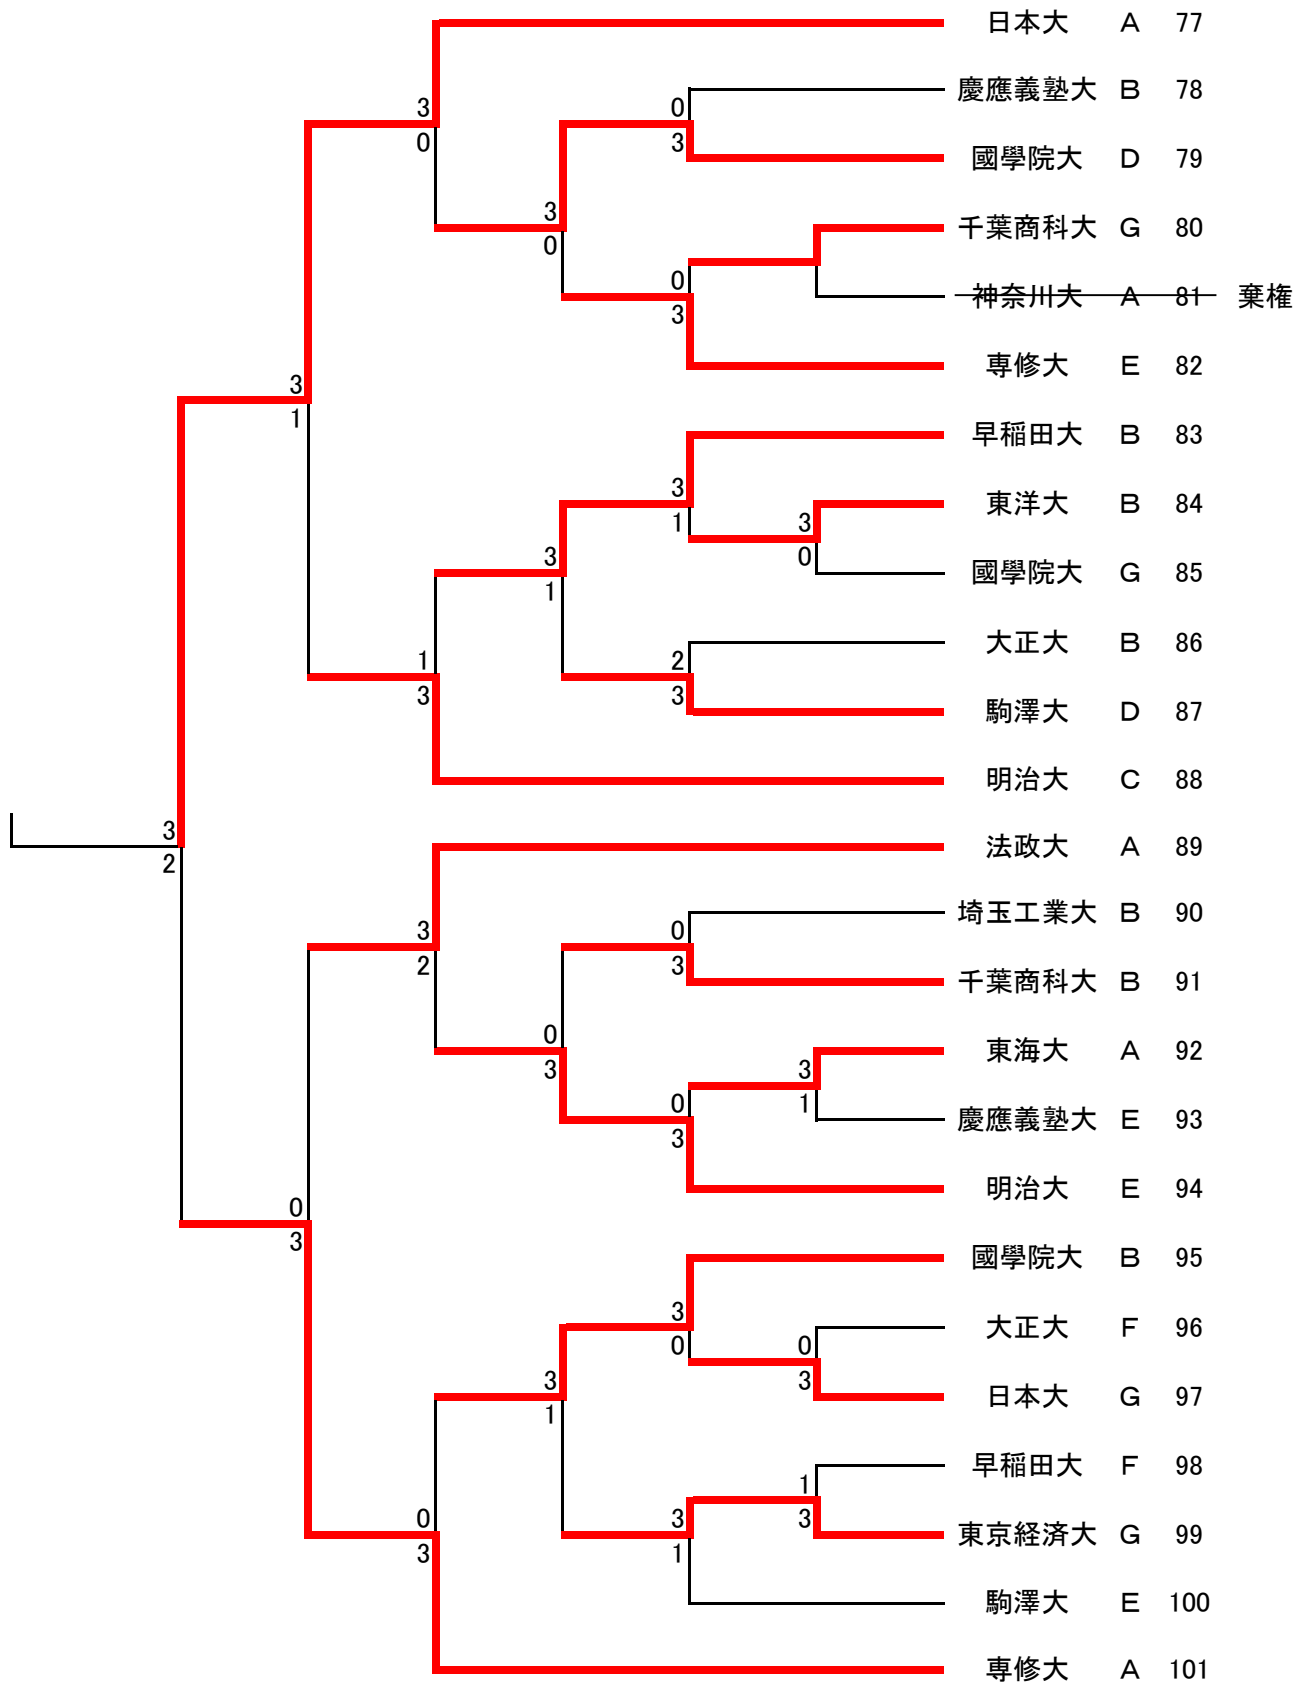 日本大 A 77
慶應義塾大 B 78
3
0
0
3
國學院大 D 79
3
0
千葉商科大 G 80
0
3
神奈川大 A 81 棄権
専修大 E 82
3
1
早稲田大 B 83
3
1
東洋大 B 84
3
0
3
1
國學院大 G 85
大正大 B 86
1
3
2
3
駒澤大 D 87
明治大 C 88
3
2
法政大 A 89
埼玉工業大 B 90
3
2
0
3
千葉商科大 B 91
0
3
東海大 A 92
3
1
0
3
慶應義塾大 E 93
明治大 E 94
0
3
國學院大 B 95
3
0
大正大 F 96
0
3
3
1
日本大 G 97
早稲田大 F 98
1
3
0
3
3
1
東京経済大 G 99
駒澤大 E 100
専修大 A 101